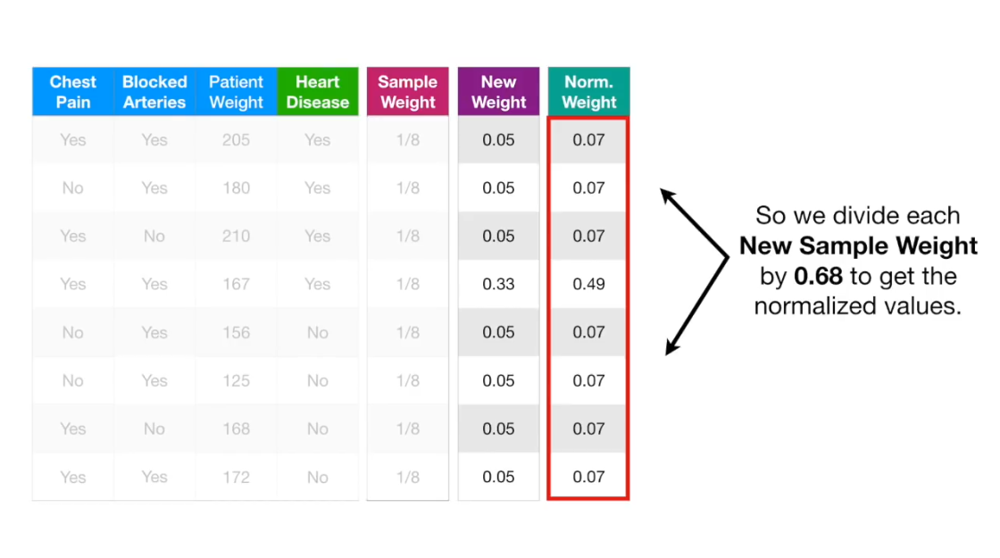 Chest Pain Blocked Arteries Patient Weight Heart Disease Sample Weight New Weight Norm. Weight
Yes Yes 205 Yes 1/8 0.05 0.07
No Yes 180 Yes 1/8 0.05 0.07
Yes No 210 Yes 1/8 0.05 0.07
Yes Yes 167 Yes 1/8 0.33 0.49
No Yes 156 No 1/8 0.05 0.07
No Yes 125 No 1/8 0.05 0.07
Yes No 168 No 1/8 0.05 0.07
Yes Yes 172 No 1/8 0.05 0.07
So we divide each
New Sample Weight
by 0.68 to get the
normalized values.